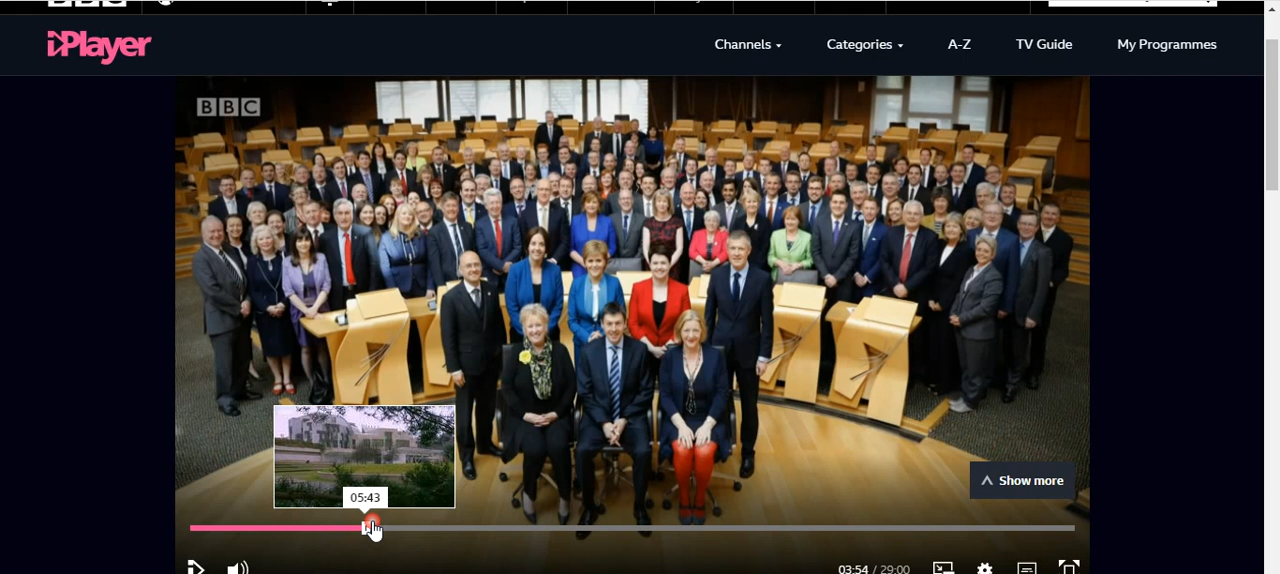 iPlayer
Channels
Categories
A-Z
TV Guide
My Programmes
BBC
05:43
Show more
03:54 / 29:00